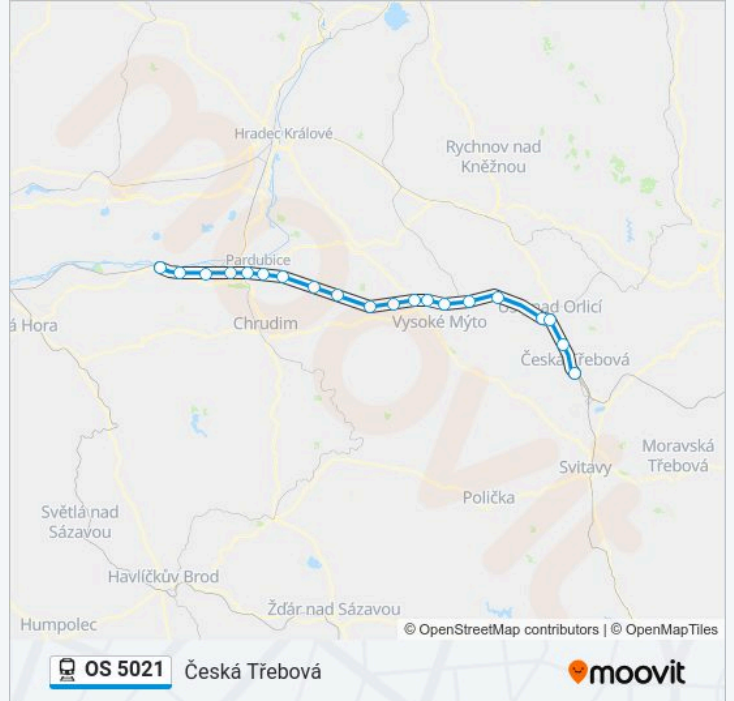 Hradec Králové
Rychnov nad
Kněžnou
Pardubice
á Hora
Chrudim
Vysoké Mýto
nad Orlicí
Česká Třebová
Moravská
Třebová
Svitavy
Polička
Světlá nad
Sázavou
Havlíčkův Brod
Žďár nad Sázavou
Humpolec
moovit
© OpenStreetMap contributors | © OpenMapTiles
OS 5021 Česká Třebová
moovit